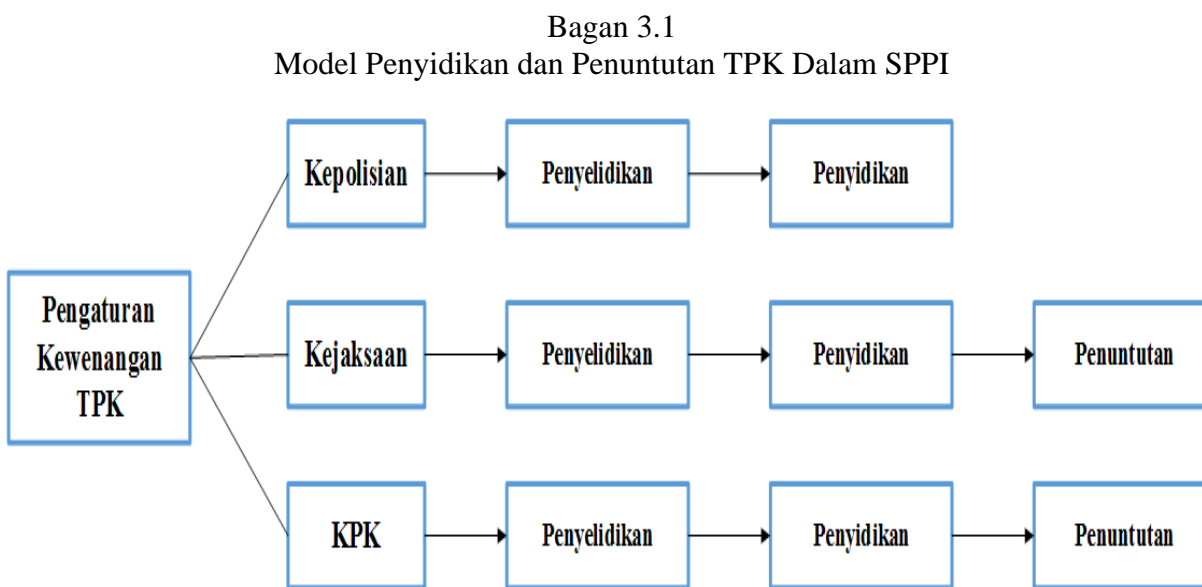 Bagan 3.1
Model Penyidikan dan Penuntutan TPK Dalam SPPI
Kepolisian
Penyelidikan
Penyidikan
Pengaturan
Kewenangan
TPK
Kejaksaan
Penyelidikan
Penyidikan
Penuntutan
KPK
Penyelidikan
Penyidikan
Penuntutan